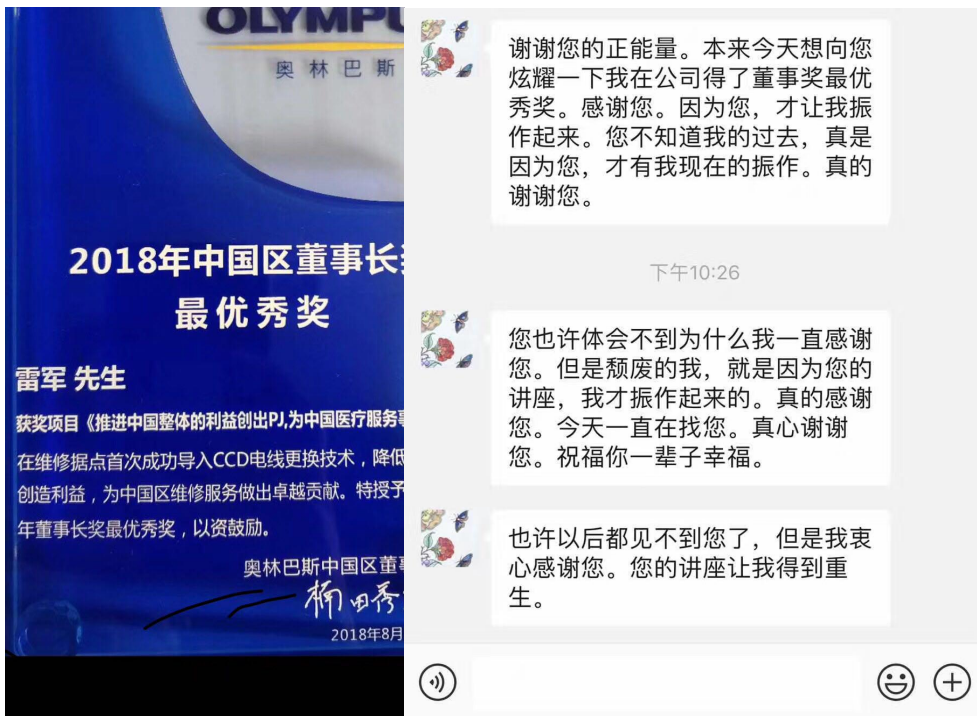 OLYMPU
奥林巴斯
2018年中国区董事长
最优秀奖
雷军 先生
获奖项目《推进中国整体的利益创出PJ,为中国医疗服务事
在维修据点首次成功导入CCD电线更换技术，降低
创造利益，为中国区维修服务做出卓越贡献。特授予
年董事长奖最优秀奖，以资鼓励。
奥林巴斯中国区董事
楠田秀
2018年8月
谢谢您的正能量。本来今天想向您
炫耀一下我在公司得了董事奖最优
秀奖。感谢您。因为您，才让我振
作起来。您不知道我的过去，真是
因为您，才有我现在的振作。真的
谢谢您。
下午10:26
您也许体会不到为什么我一直感谢
您。但是颓废的我，就是因为您的
讲座，我才振作起来的。真的感谢
您。今天一直在找您。真心谢谢
您。祝福你一辈子幸福。
也许以后都见不到您了，但是我衷
心感谢您。您的讲座让我得到重
生。